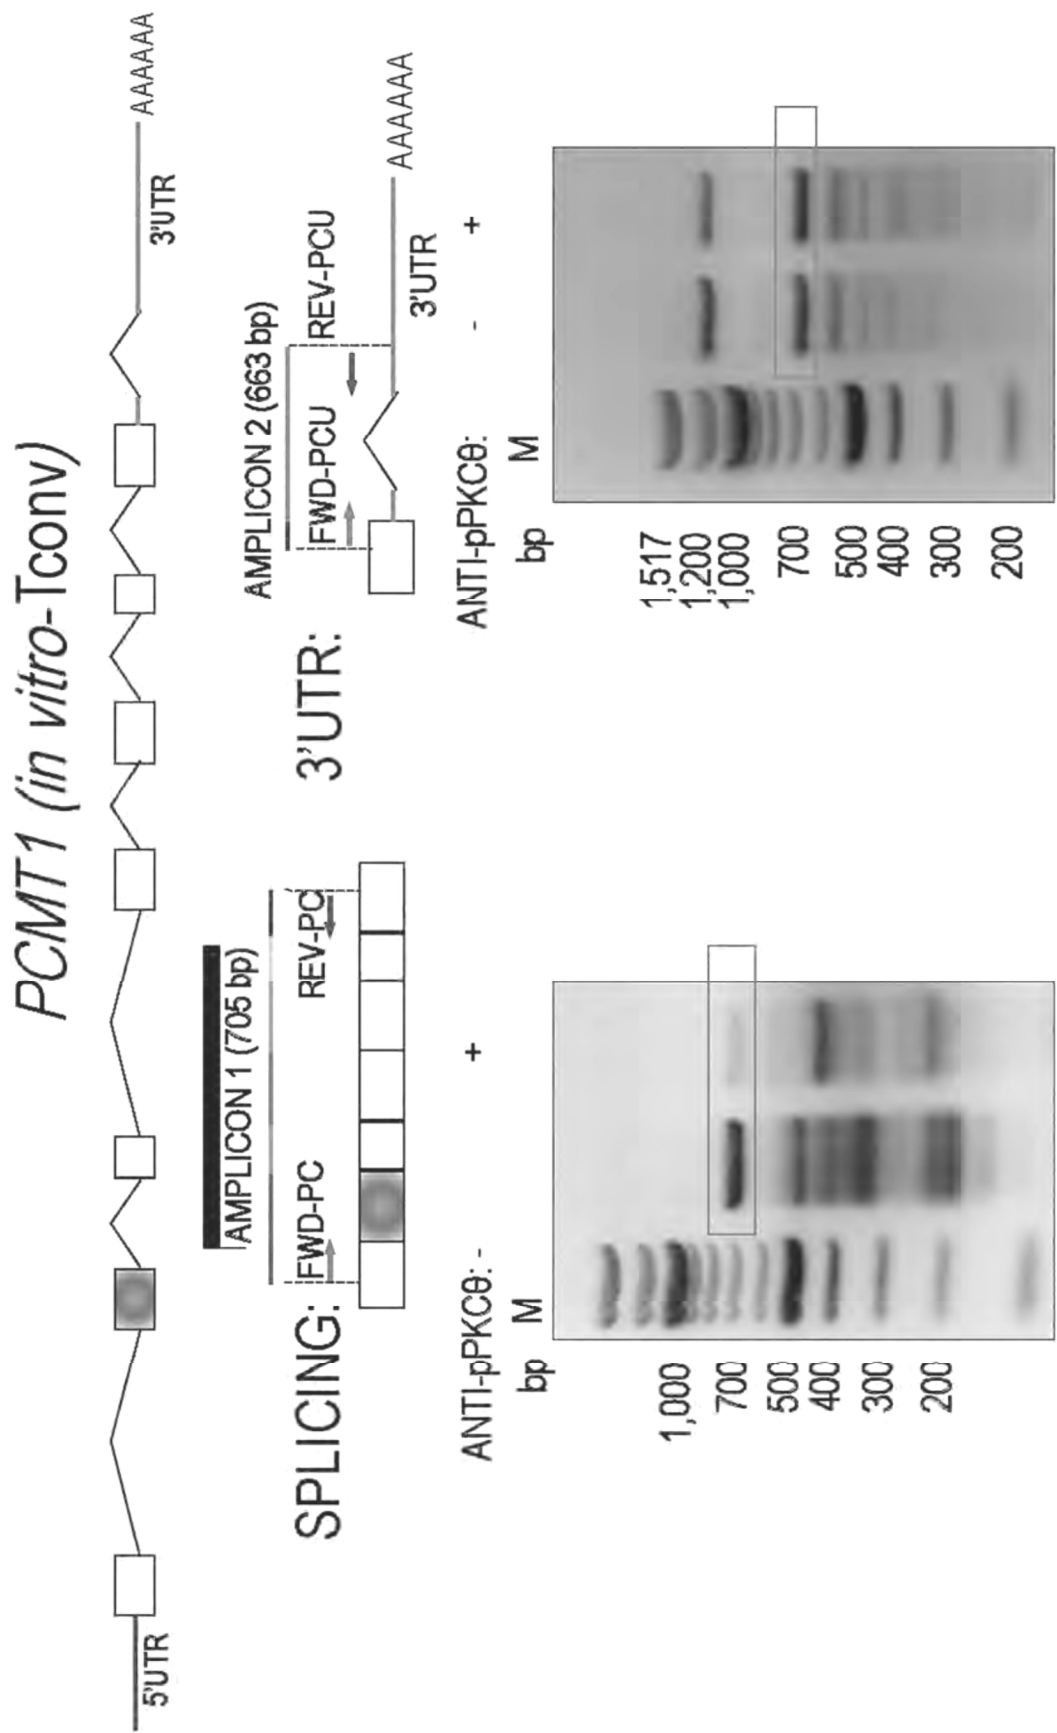 PCMT1 (in vitro-Tconv)
5'UTR
3'UTR
AAAAAA
AMPLICON 1 (705 bp)
SPLICING:
FWD-PC
REV-PC
AMPLICON 2 (663 bp)
3'UTR:
FWD-PCU
REV-PCU
3'UTR
AAAAAA
ANTI-pPKCθ: - +
bp M
1,000
700
500
400
300
200
ANTI-pPKCθ: - +
bp M
1,517
1,200
1,000
700
500
400
300
200